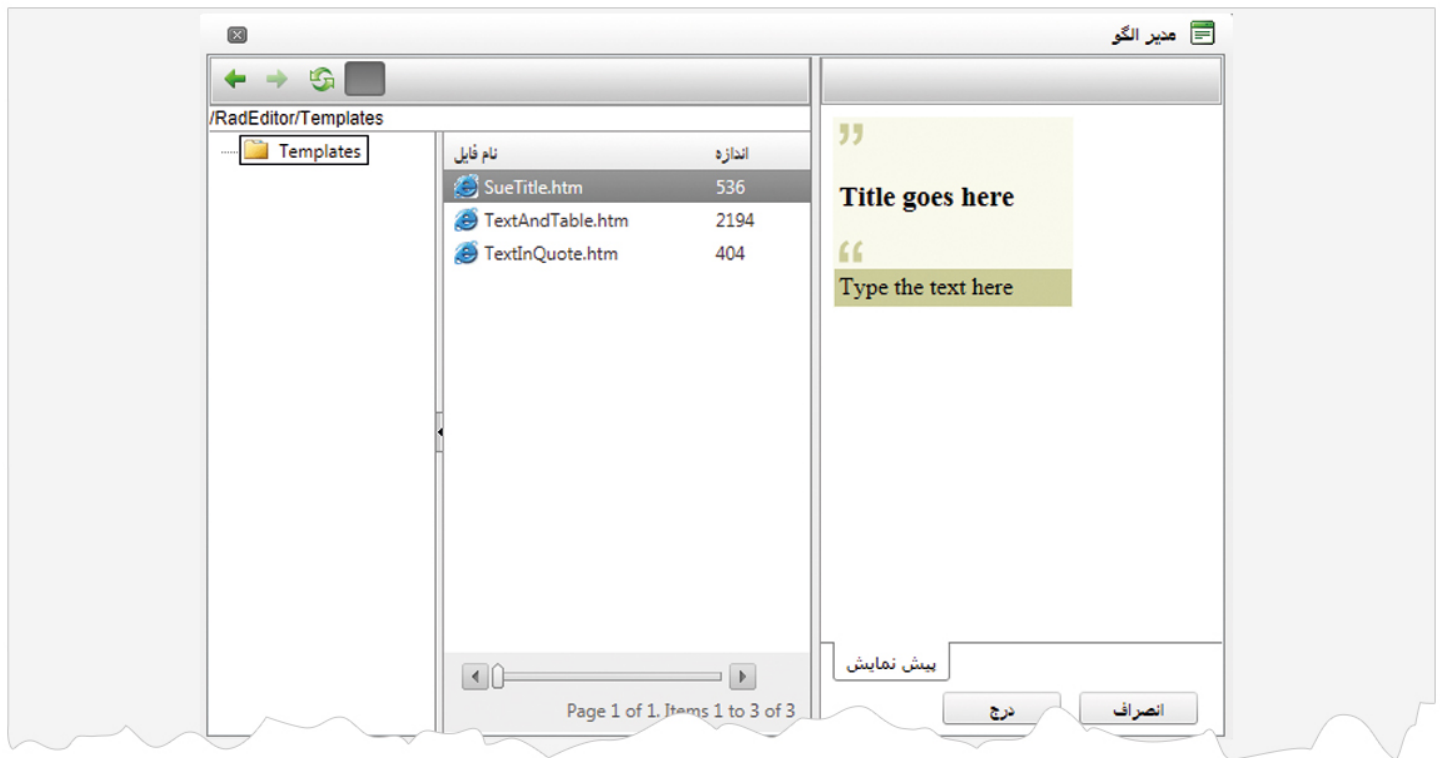 مدیر الگو
/RadEditor/Templates
Templates
نام فایل اندازه
SueTitle.htm 536
TextAndTable.htm 2194
TextInQuote.htm 404
Page 1 of 1. Items 1 to 3 of 3
”
Title goes here
“
Type the text here
پیش نمایش
درج انصراف